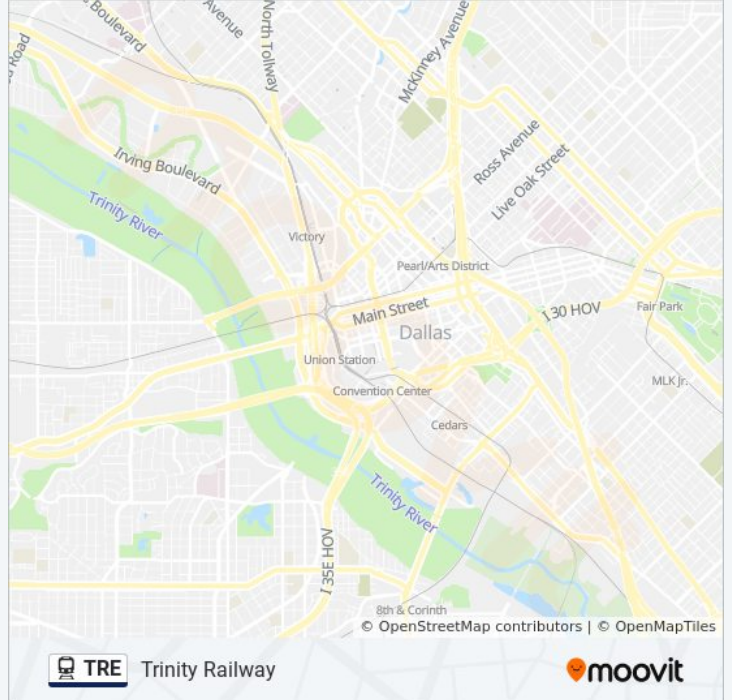 Boulevard
Avenue
North Tollway
McKinney Avenue
Road
Ross Avenue
Live Oak Street
Irving Boulevard
Trinity River
Victory
Pearl/Arts District
Main Street
I 30 HOV
Fair Park
Dallas
Union Station
MLK Jr.
Convention Center
Cedars
Trinity River
I 35E HOV
8th & Corinth
© OpenStreetMap contributors | © OpenMapTiles
TRE Trinity Railway
moovit